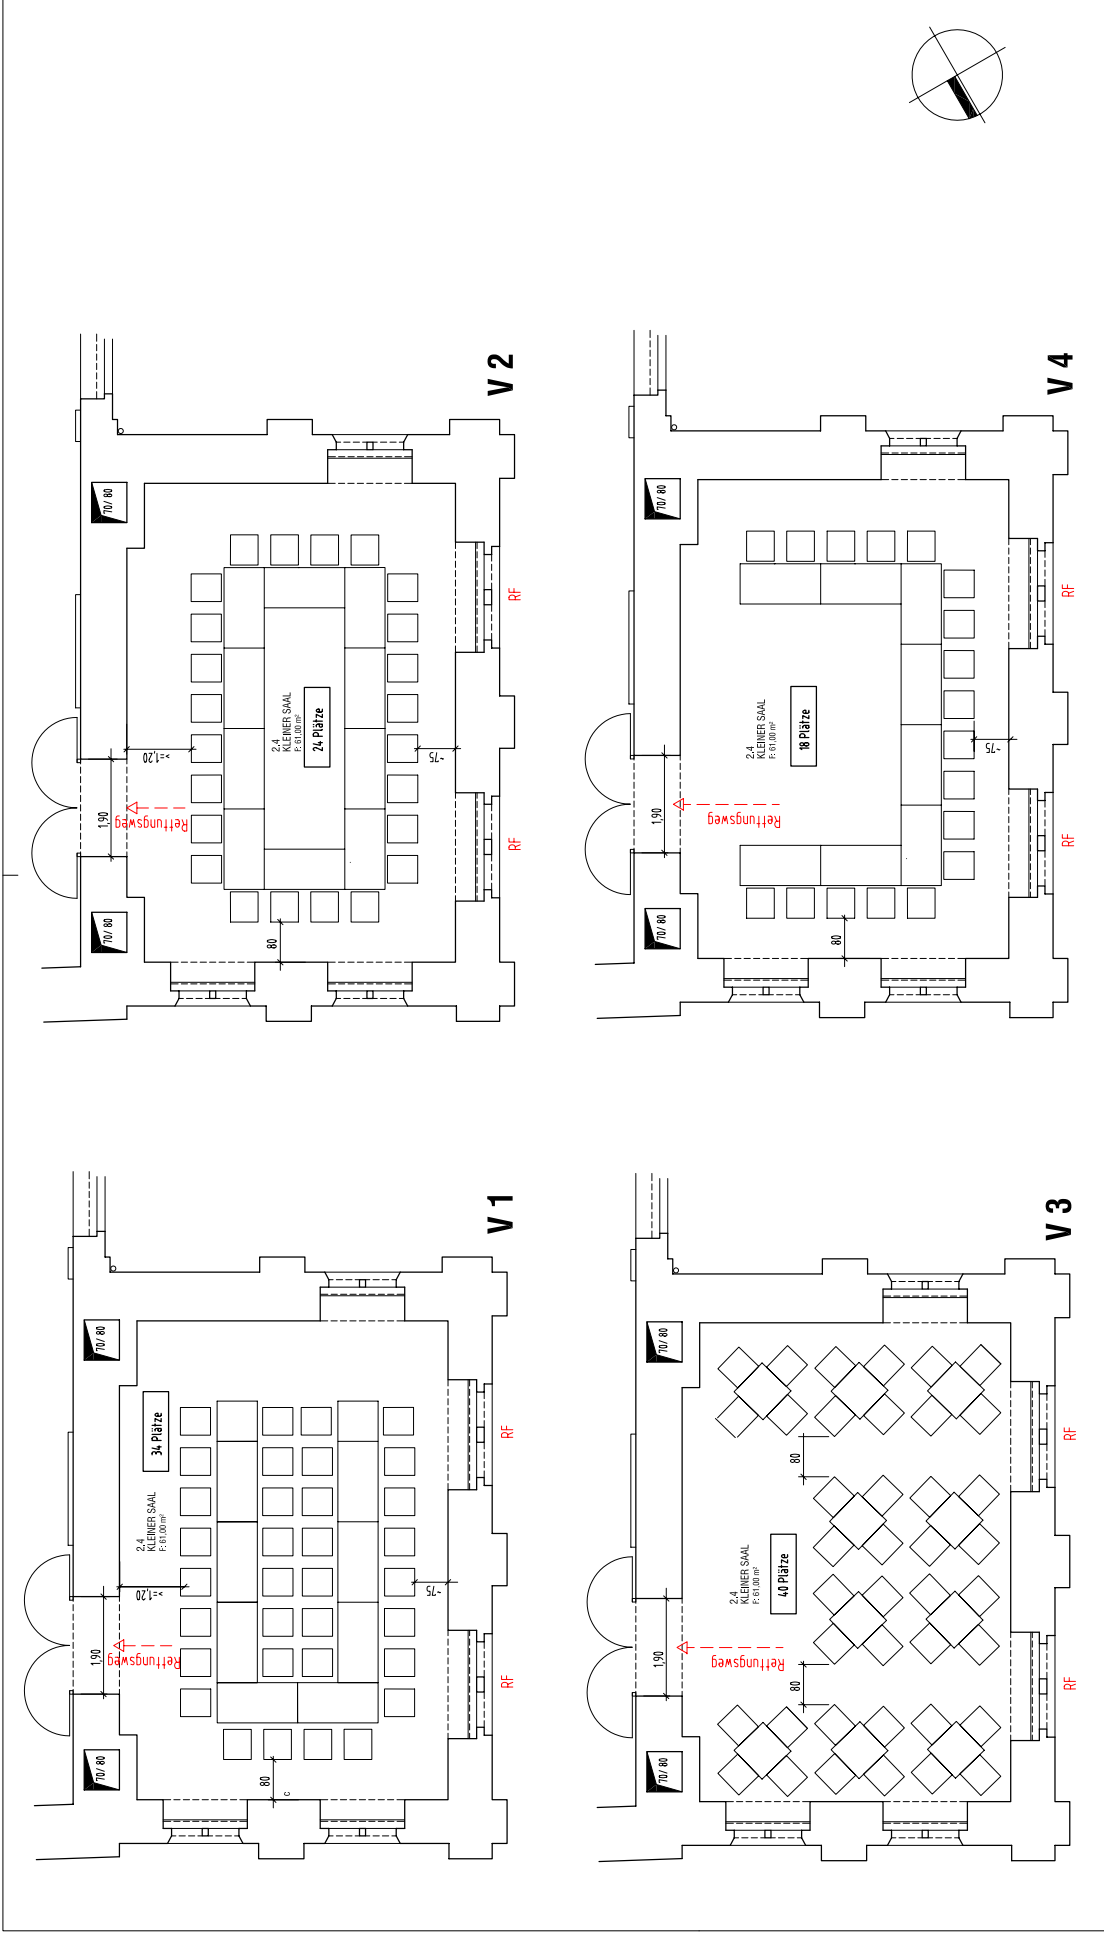 V 1
70/ 80
70/ 80
34 Plätze
2.4
KLEINER SAAL
F: 61,00 m²
>=1,20
1,90
Rettungsweg
80
c
~75
RF
RF
V 2
70/ 80
70/ 80
2.4
KLEINER SAAL
F: 61,00 m²
24 Plätze
>=1,20
1,90
Rettungsweg
80
~75
RF
RF
V 3
70/ 80
70/ 80
2.4
KLEINER SAAL
F: 61,00 m²
40 Plätze
1,90
Rettungsweg
80
80
RF
RF
V 4
70/ 80
70/ 80
2.4
KLEINER SAAL
F: 61,00 m²
18 Plätze
1,90
Rettungsweg
80
~75
RF
RF